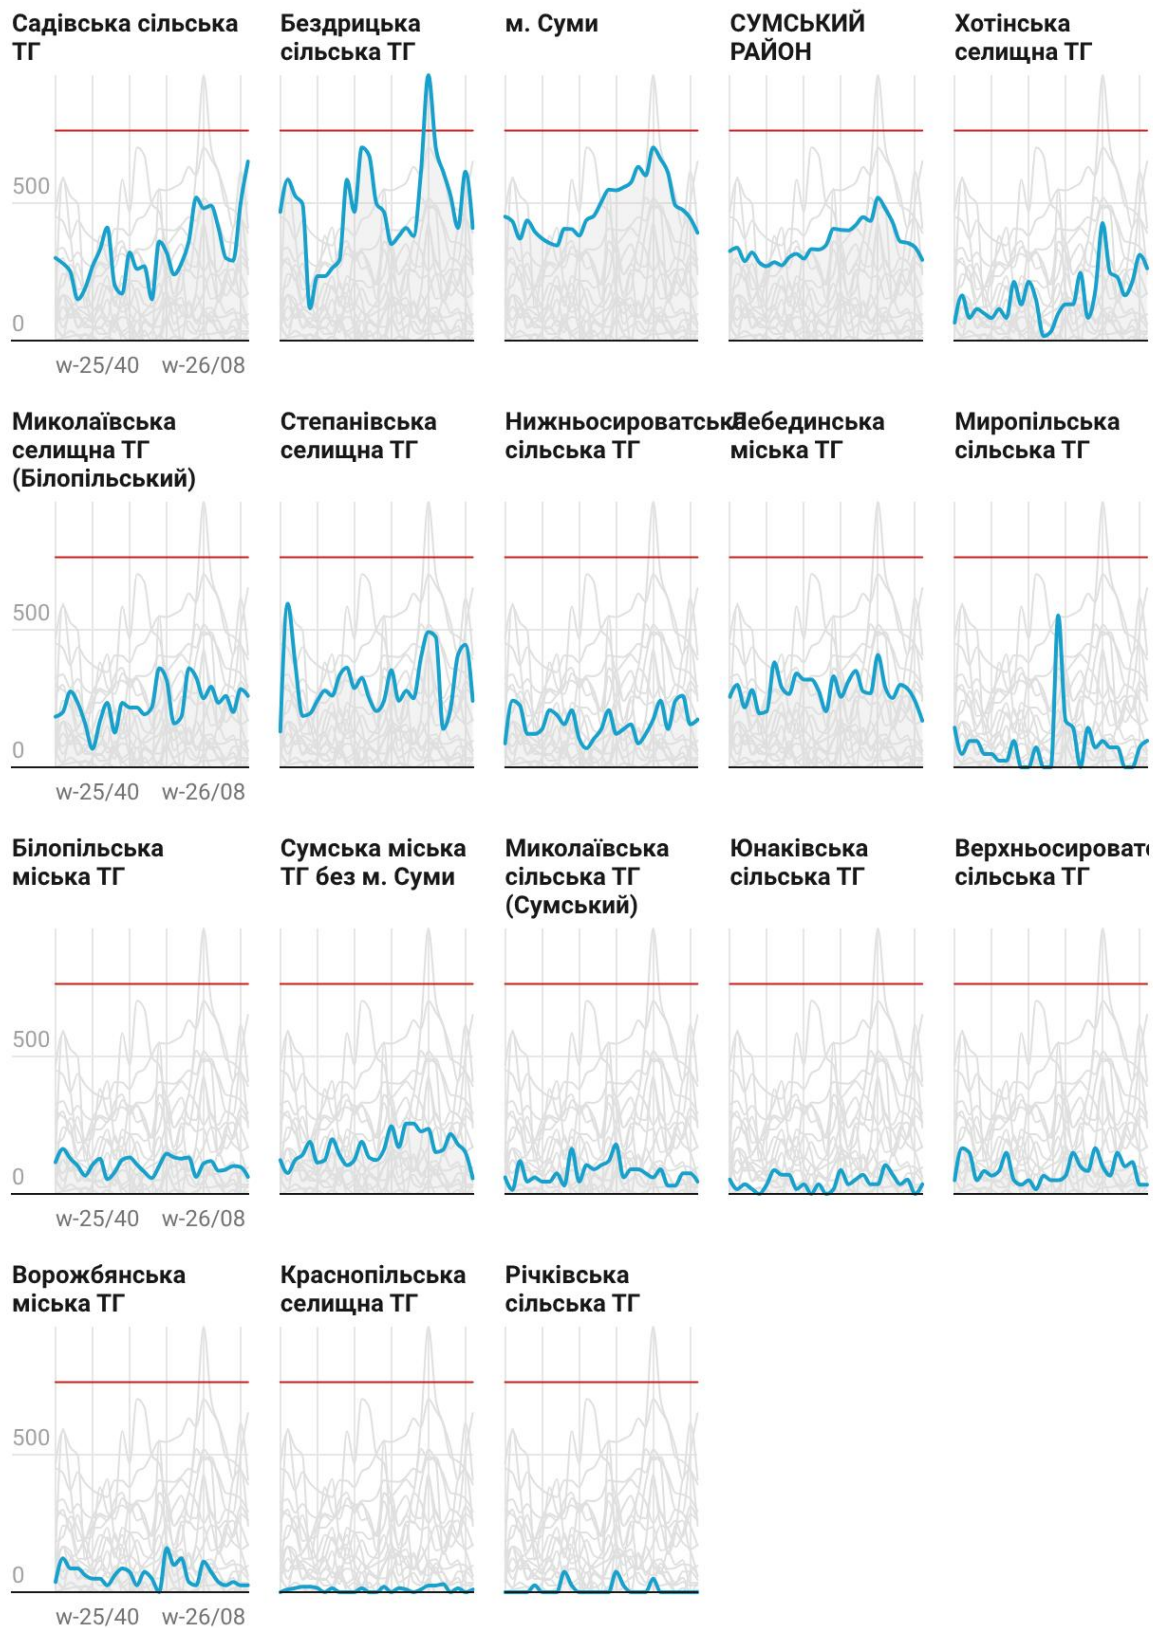 Садівська сільська
ТГ
Бездрицька
сільська ТГ
м. Суми
СУМСЬКИЙ
РАЙОН
Хотінська
селищна ТГ
500
0
w-25/40 w-26/08
Миколаївська
селищна ТГ
(Білопільський)
Степанівська
селищна ТГ
Нижньосироватська
сільська ТГ
Лебединська
міська ТГ
Миропільська
сільська ТГ
500
0
w-25/40 w-26/08
Білопільська
міська ТГ
Сумська міська
ТГ без м. Суми
Миколаївська
сільська ТГ
(Сумський)
Юнаківська
сільська ТГ
Верхньосироват
сільська ТГ
500
0
w-25/40 w-26/08
Ворожбянська
міська ТГ
Краснопільська
селищна ТГ
Річківська
сільська ТГ
500
0
w-25/40 w-26/08